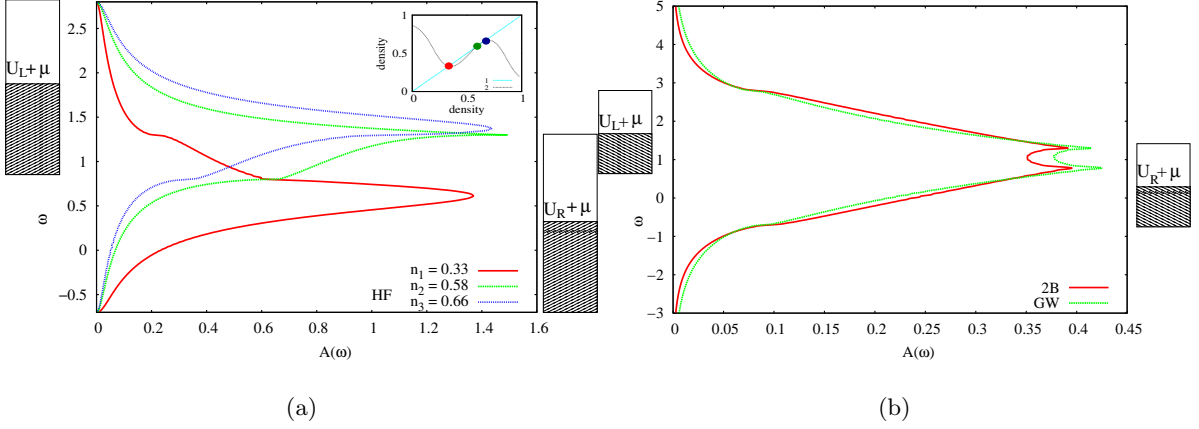 U_L+μ
2.5
2
1.5
1
0.5
0
−0.5
ω
0
0.2
0.4
0.6
0.8
1
1.2
1.4
1.6
A(ω)
HF
n_1 = 0.33
n_2 = 0.58
n_3 = 0.66
1
0.5
0
density
0
0.5
1
density
1
2
U_R+μ
(a)
U_L+μ
5
4
3
2
1
0
−1
−2
−3
ω
0
0.05
0.1
0.15
0.2
0.25
0.3
0.35
0.4
0.45
A(ω)
2B
GW
U_R+μ
(b)